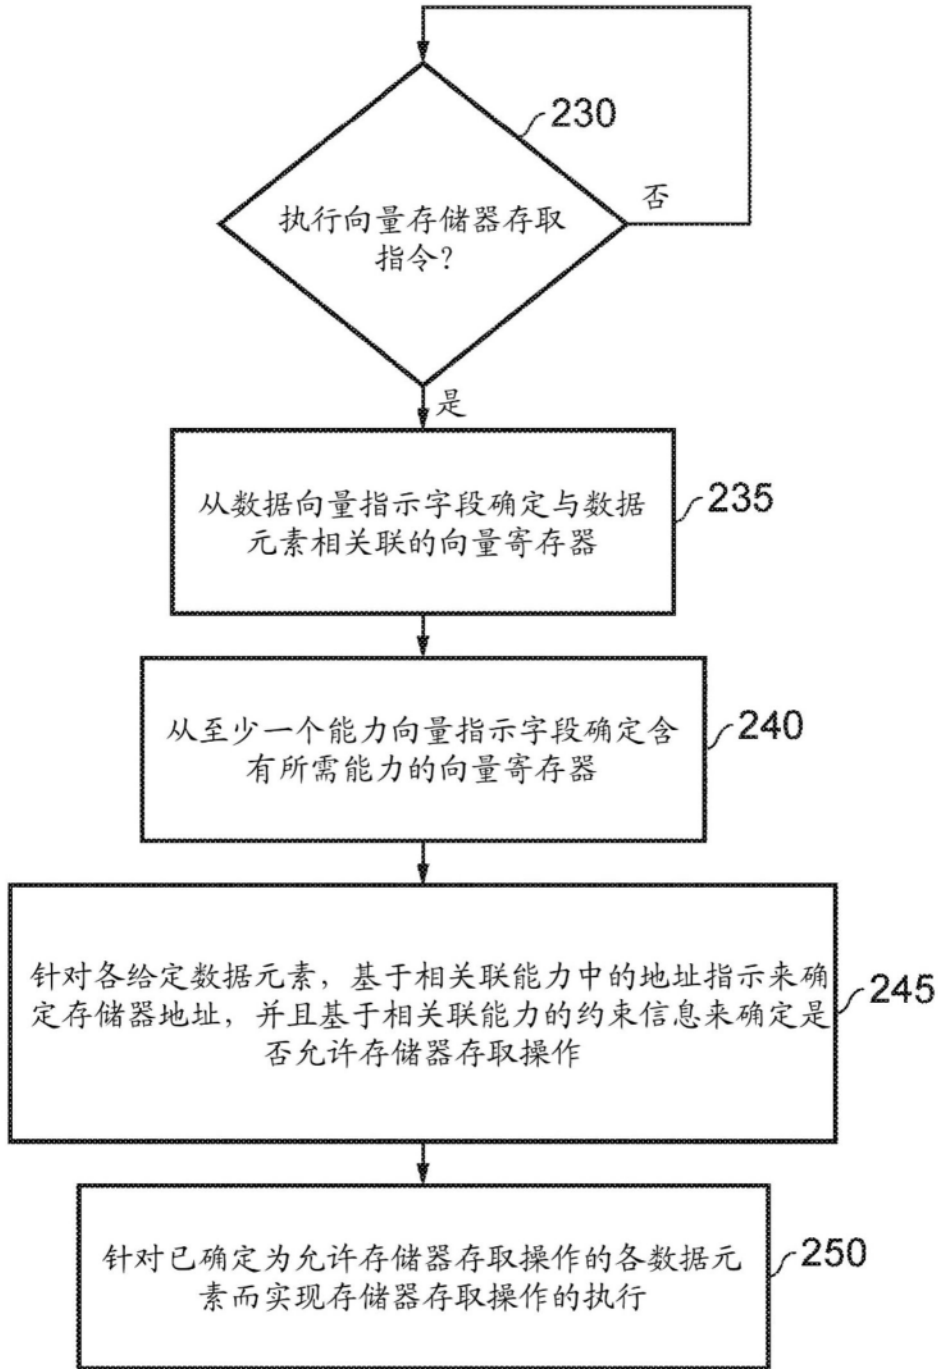 230
否
执行向量存储器存取
指令?
是
从数据向量指示字段确定与数据
元素相关联的向量寄存器
235
从至少一个能力向量指示字段确定含
有所需能力的向量寄存器
240
针对各给定数据元素，基于相关联能力中的地址指示来确
定存储器地址，并且基于相关联能力的约束信息来确定是
否允许存储器存取操作
245
针对已确定为允许存储器存取操作的各数据元
素而实现存储器存取操作的执行
250